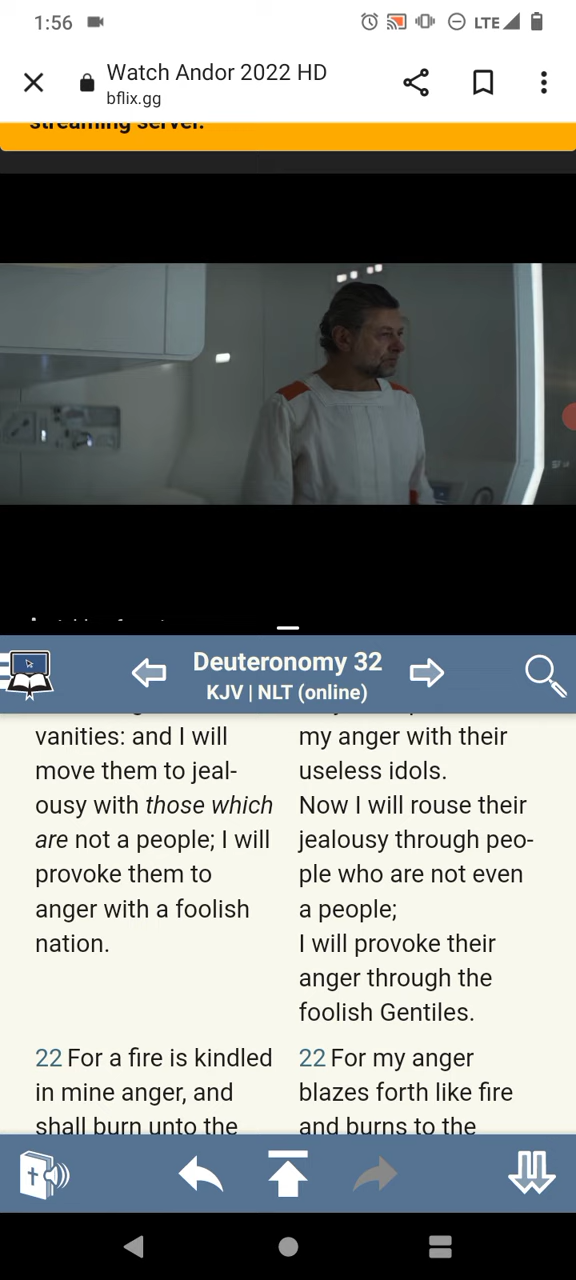 1:56
LTE
Watch Andor 2022 HD
bflix.gg
streaming server.
Deuteronomy 32
KJV | NLT (online)
vanities: and I will
move them to jeal-
ousy with those which
are not a people; I will
provoke them to
anger with a foolish
nation.
22 For a fire is kindled
in mine anger, and
shall burn unto the
my anger with their
useless idols.
Now I will rouse their
jealousy through peo-
ple who are not even
a people;
I will provoke their
anger through the
foolish Gentiles.
22 For my anger
blazes forth like fire
and burns to the